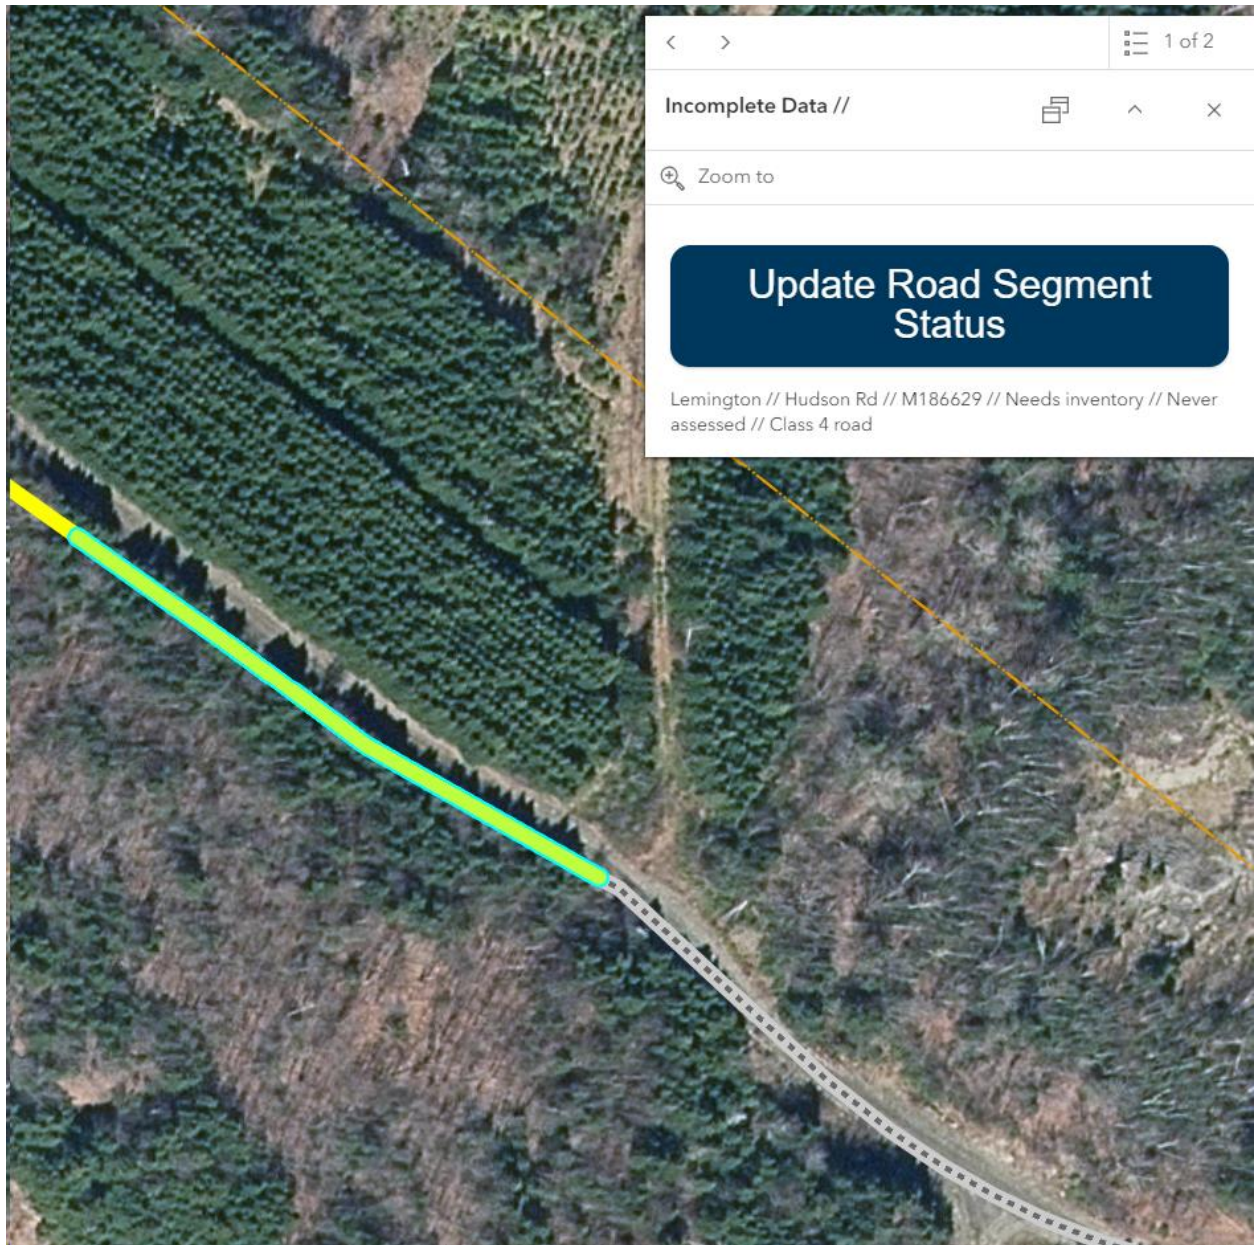 1 of 2
Incomplete Data //
Zoom to
Update Road Segment
Status
Lemington // Hudson Rd // M186629 // Needs inventory // Never
assessed // Class 4 road